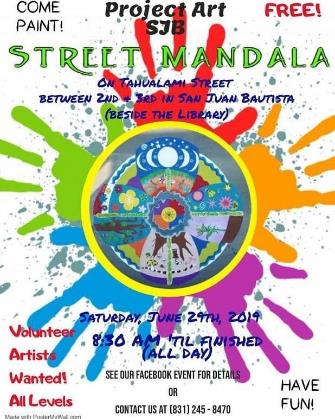 COME
PAINT!
Project Art
SJB
FREE!
STREET MANDALA
ON TAHUALAMI STREET
BETWEEN 2ND & 3RD IN SAN JUAN BAUTISTA
(BESIDE THE LIBRARY)
SATURDAY, JUNE 29TH, 2019
8:30 AM 'TIL FINISHED
(ALL DAY)
Volunteer
Artists
Wanted!
All Levels
SEE OUR FACEBOOK EVENT FOR DETAILS
OR
CONTACT US AT (831) 245- 8470
HAVE
FUN!
Made with PosterMyWall.com